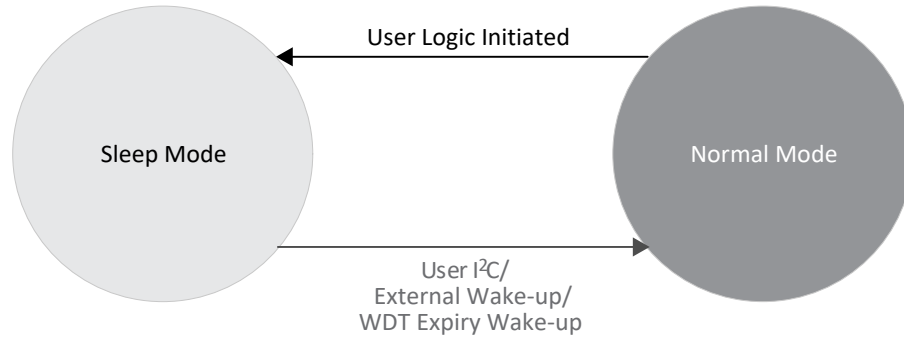 User Logic Initiated
Sleep Mode
Normal Mode
User I²C/
External Wake-up/
WDT Expiry Wake-up